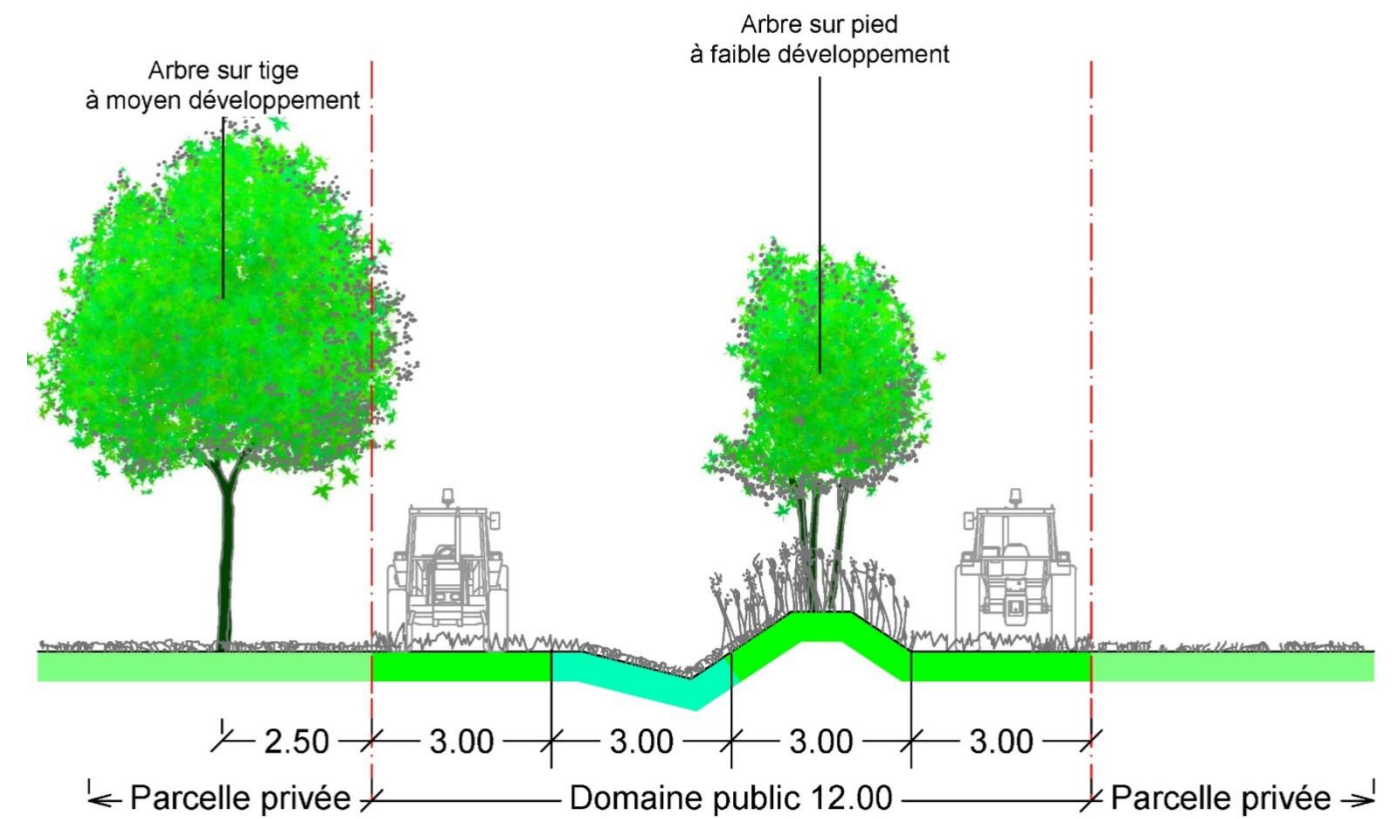 Arbre sur pied
à faible développement
Arbre sur tige
à moyen développement
2.50 3.00 3.00 3.00 3.00
Parcelle privée Domaine public 12.00 Parcelle privée